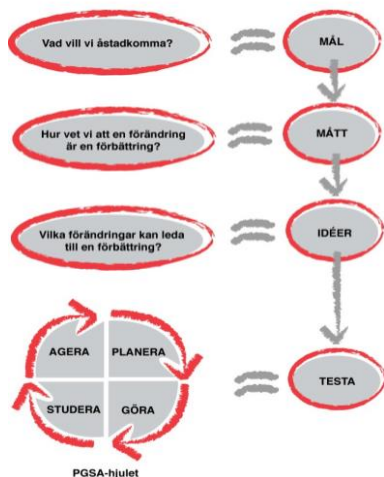 Vad vill vi åstadkomma?
MÅL
Hur vet vi att en förändring
är en förbättring?
MÅTT
Vilka förändringar kan leda
till en förbättring?
IDÉER
AGERA
PLANERA
STUDERA
GÖRA
TESTA
PGSA-hjulet